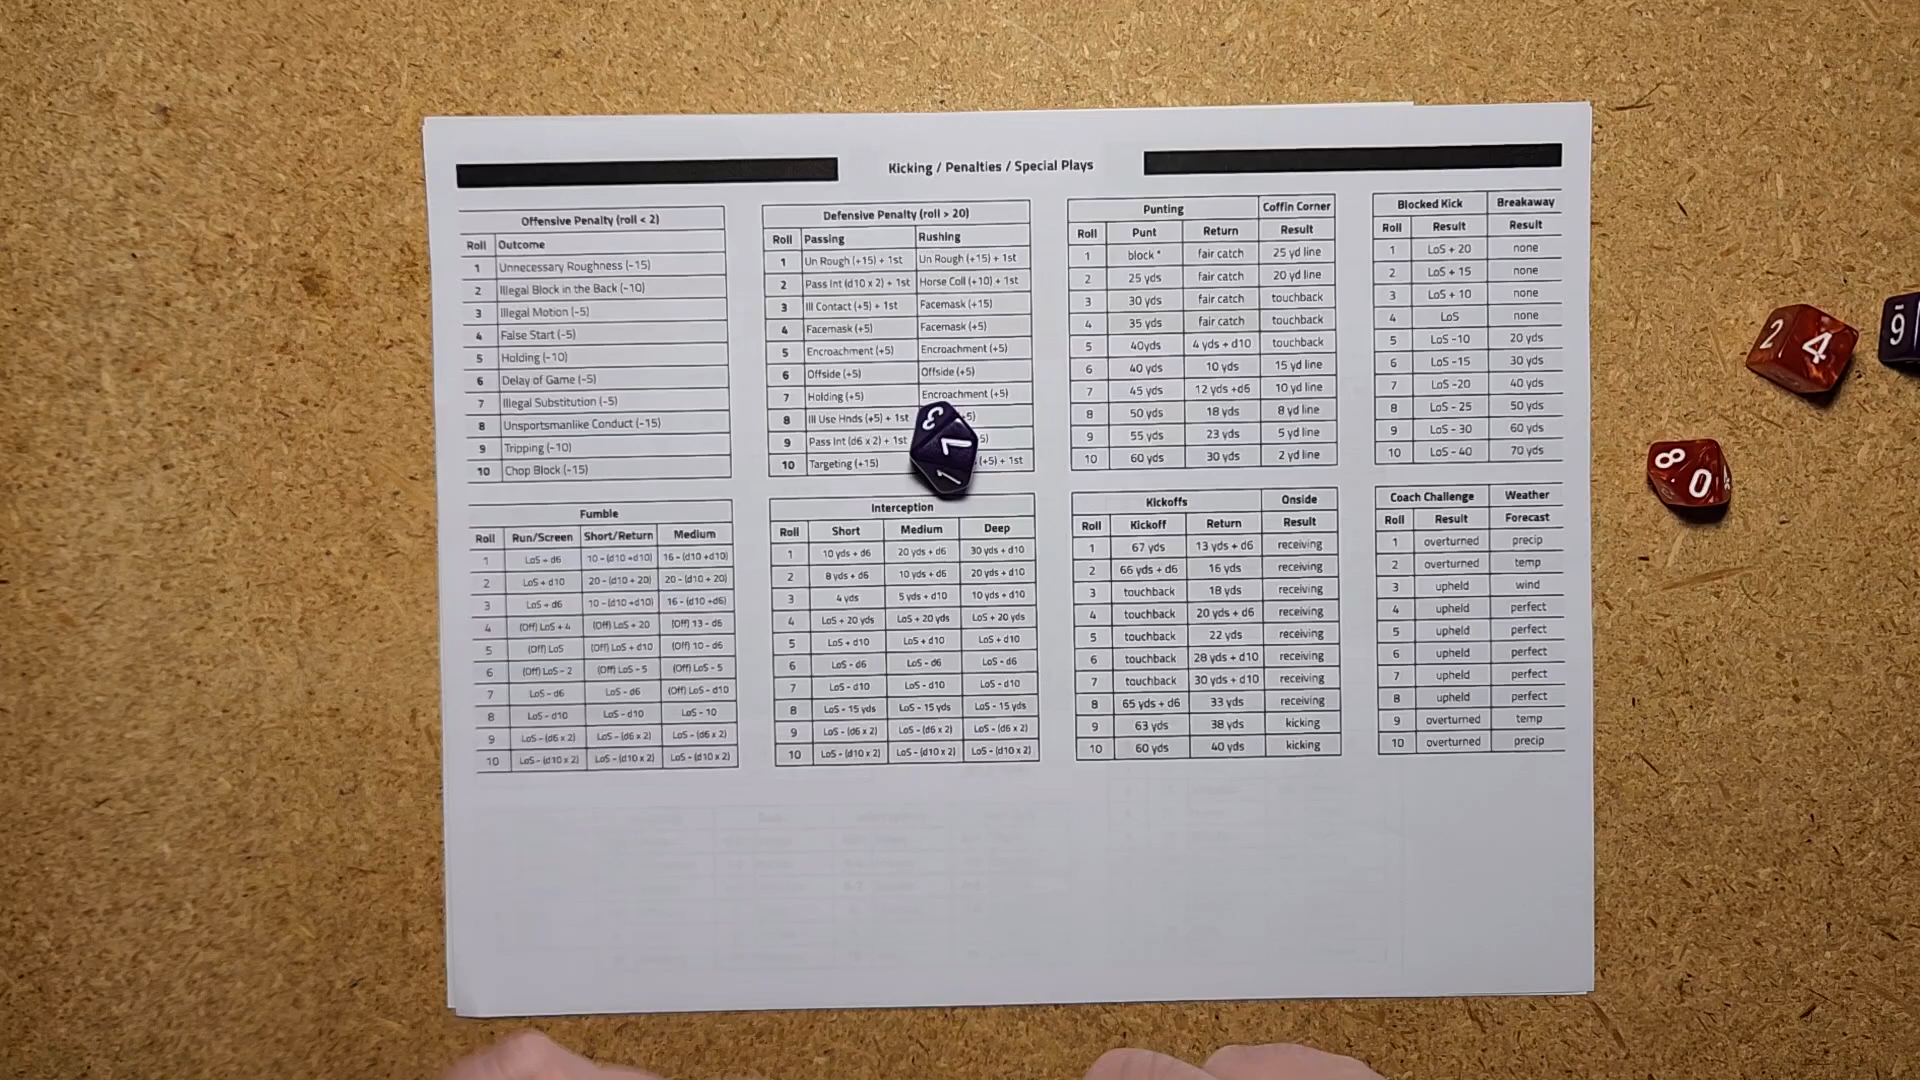 Kicking / Penalties / Special Plays
Offensive Penalty (roll < 2)
Roll Outcome
1 Unnecessary Roughness (-15)
2 Illegal Block in the Back (-10)
3 Illegal Motion (-5)
4 False Start (-5)
5 Holding (-10)
6 Delay of Game (-5)
7 Illegal Substitution (-5)
8 Unsportsmanlike Conduct (-15)
9 Tripping (-10)
10 Chop Block (-15)
Defensive Penalty (roll > 20)
Roll Passing Rushing
1 Un Rough (+15) + 1st Un Rough (+15) + 1st
2 Pass Int (d10 x 2) + 1st Horse Coll (+10) + 1st
3 Ill Contact (+5) + 1st Facemask (+15)
4 Facemask (+5) Facemask (+5)
5 Encroachment (+5) Encroachment (+5)
6 Offside (+5) Offside (+5)
7 Holding (+5) Encroachment (+5)
8 Ill Use Hnds (+5) + 1st +5)
9 Pass Int (d6 x 2) + 1st 5)
10 Targeting (+15) (+5) + 1st
Punting Coffin Corner
Roll Punt Return Result
1 block * fair catch 25 yd line
2 25 yds fair catch 20 yd line
3 30 yds fair catch touchback
4 35 yds fair catch touchback
5 40yds 4 yds + d10 touchback
6 40 yds 10 yds 15 yd line
7 45 yds 12 yds +d6 10 yd line
8 50 yds 18 yds 8 yd line
9 55 yds 23 yds 5 yd line
10 60 yds 30 yds 2 yd line
Blocked Kick Breakaway
Roll Result Result
1 LoS + 20 none
2 LoS + 15 none
3 LoS + 10 none
4 LoS none
5 LoS -10 20 yds
6 LoS -15 30 yds
7 LoS -20 40 yds
8 LoS - 25 50 yds
9 LoS - 30 60 yds
10 LoS - 40 70 yds
Fumble
Roll Run/Screen Short/Return Medium
1 LoS + d6 10 - (d10 +d10) 16 - (d10 +d10)
2 LoS + d10 20 - (d10 + 20) 20 - (d10 + 20)
3 LoS + d6 10 - (d10 +d10) 16 - (d10 +d6)
4 (Off) LoS + 4 (Off) LoS + 20 (Off) 13 - d6
5 (Off) LoS (Off) LoS + d10 (Off) 10 - d6
6 (Off) LoS - 2 (Off) LoS - 5 (Off) LoS - 5
7 LoS - d6 LoS - d6 (Off) LoS - d10
8 LoS - d10 LoS - d10 LoS - 10
9 LoS - (d6 x 2) LoS - (d6 x 2) LoS - (d6 x 2)
10 LoS - (d10 x 2) LoS - (d10 x 2) LoS - (d10 x 2)
Interception
Roll Short Medium Deep
1 10 yds + d6 20 yds + d6 30 yds + d10
2 8 yds + d6 10 yds + d6 20 yds + d10
3 4 yds 5 yds + d10 10 yds + d10
4 LoS + 20 yds LoS + 20 yds LoS + 20 yds
5 LoS + d10 LoS + d10 LoS + d10
6 LoS - d6 LoS - d6 LoS - d6
7 LoS - d10 LoS - d10 LoS - d10
8 LoS - 15 yds LoS - 15 yds LoS - 15 yds
9 LoS - (d6 x 2) LoS - (d6 x 2) LoS - (d6 x 2)
10 LoS - (d10 x 2) LoS - (d10 x 2) LoS - (d10 x 2)
Kickoffs Onside
Roll Kickoff Return Result
1 67 yds 13 yds + d6 receiving
2 66 yds + d6 16 yds receiving
3 touchback 18 yds receiving
4 touchback 20 yds + d6 receiving
5 touchback 22 yds receiving
6 touchback 28 yds + d10 receiving
7 touchback 30 yds + d10 receiving
8 65 yds + d6 33 yds receiving
9 63 yds 38 yds kicking
10 60 yds 40 yds kicking
Coach Challenge Weather
Roll Result Forecast
1 overturned precip
2 overturned temp
3 upheld wind
4 upheld perfect
5 upheld perfect
6 upheld perfect
7 upheld perfect
8 upheld perfect
9 overturned temp
10 overturned precip
3 7 1
2 4
9
8 0